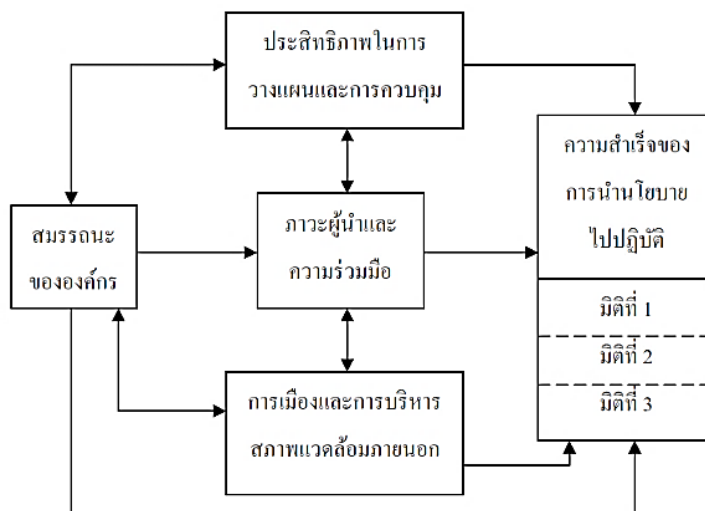 ประสิทธิภาพในการ
วางแผนและการควบคุม
ความสำเร็จของ
การนำนโยบาย
ไปปฏิบัติ
สมรรถนะ
ขององค์กร
ภาวะผู้นำและ
ความร่วมมือ
มิติที่ 1
มิติที่ 2
มิติที่ 3
การเมืองและการบริหาร
สภาพแวดล้อมภายนอก